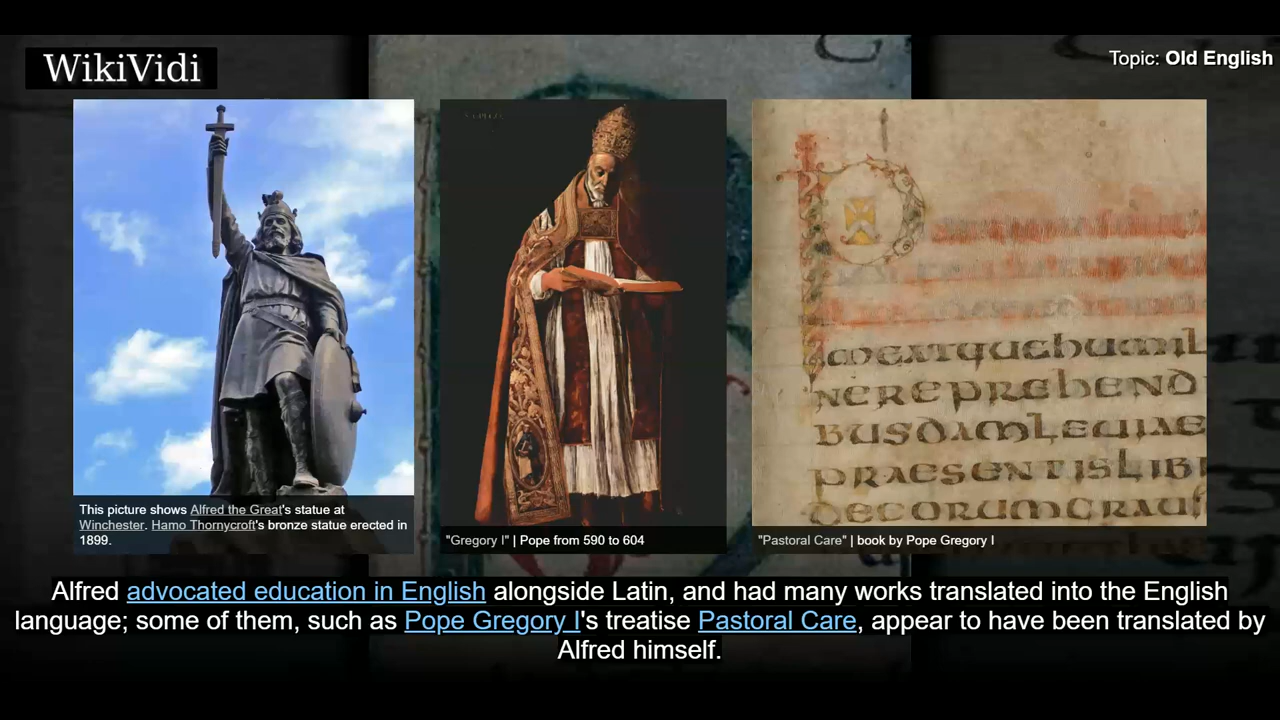 WikiVidi
Topic: Old English
This picture shows Alfred the Great's statue at
Winchester. Hamo Thornycroft's bronze statue erected in
1899.
"Gregory I" | Pope from 590 to 604
NEREPREHEND
BUSDAMLEUIAE
PRAESENTISLIBI
"Pastoral Care" | book by Pope Gregory I
Alfred advocated education in English alongside Latin, and had many works translated into the English
language; some of them, such as Pope Gregory I's treatise Pastoral Care, appear to have been translated by
Alfred himself.